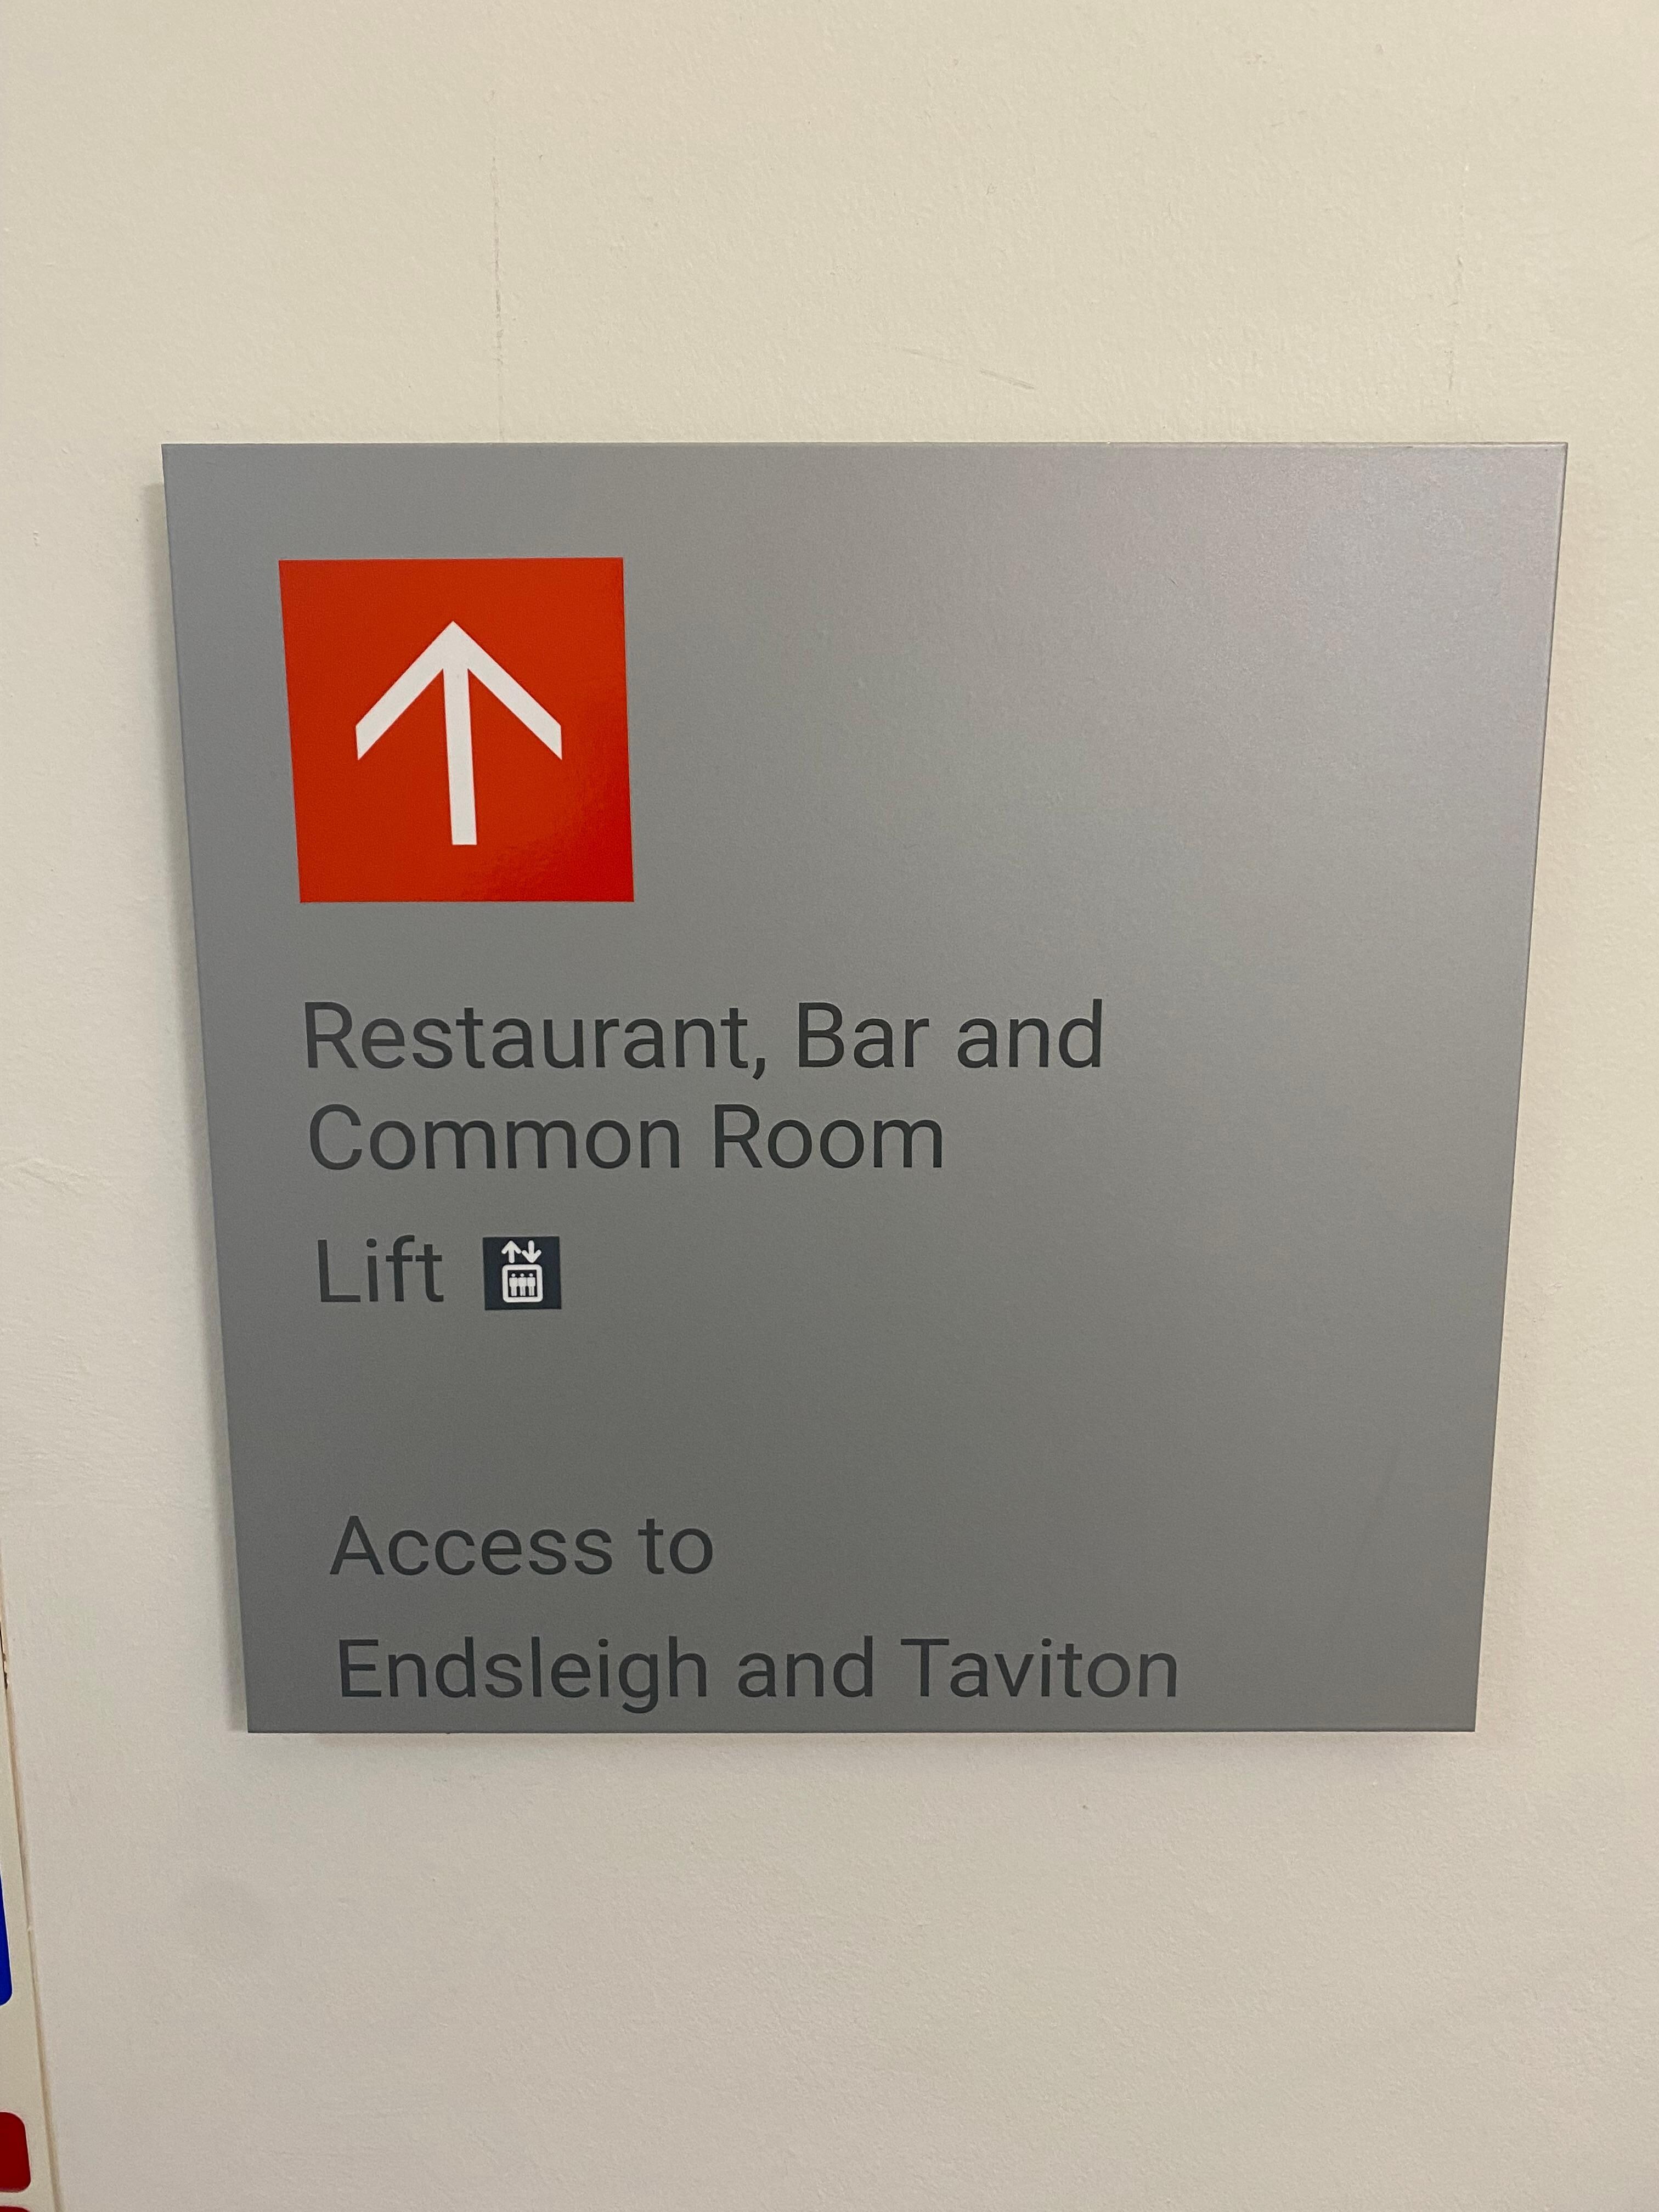 Restaurant, Bar and
Common Room
Lift
Access to
Endsleigh and Taviton